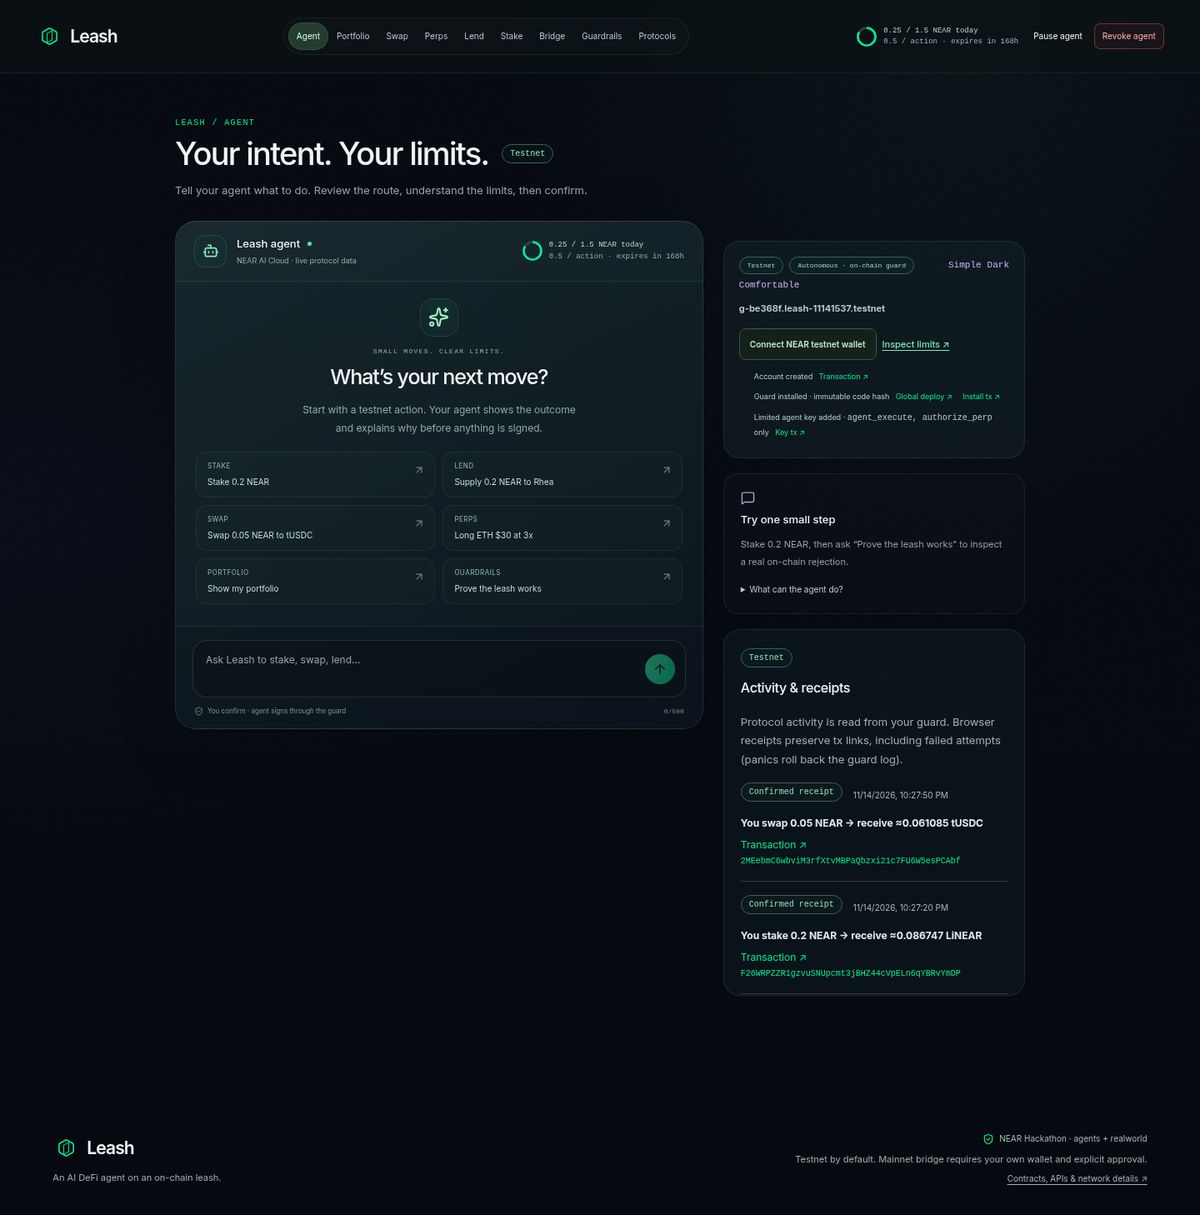 Leash
Agent
Portfolio
Swap
Perps
Lend
Stake
Bridge
Guardrails
Protocols
0.25 / 1.5 NEAR today
0.5 / action · expires in 168h
Pause agent
Revoke agent
LEASH / AGENT
Your intent. Your limits.
Testnet
Tell your agent what to do. Review the route, understand the limits, then confirm.
Leash agent
NEAR AI Cloud · live protocol data
0.25 / 1.5 NEAR today
0.5 / action · expires in 168h
SMALL MOVES. CLEAR LIMITS.
What’s your next move?
Start with a testnet action. Your agent shows the outcome
and explains why before anything is signed.
STAKE
Stake 0.2 NEAR
LEND
Supply 0.2 NEAR to Rhea
SWAP
Swap 0.05 NEAR to tUSDC
PERPS
Long ETH $30 at 3x
PORTFOLIO
Show my portfolio
GUARDRAILS
Prove the leash works
Ask Leash to stake, swap, lend...
You confirm · agent signs through the guard
0/500
Testnet
Autonomous · on-chain guard
Simple Dark
Comfortable
g-be368f.leash-11141537.testnet
Connect NEAR testnet wallet
Inspect limits ↗
Account created Transaction ↗
Guard installed · immutable code hash Global deploy ↗ Install tx ↗
Limited agent key added · agent_execute, authorize_perp
only Key tx ↗
Try one small step
Stake 0.2 NEAR, then ask “Prove the leash works” to inspect
a real on-chain rejection.
▶ What can the agent do?
Testnet
Activity & receipts
Protocol activity is read from your guard. Browser
receipts preserve tx links, including failed attempts
(panics roll back the guard log).
Confirmed receipt
11/14/2026, 10:27:50 PM
You swap 0.05 NEAR → receive ≈0.061085 tUSDC
Transaction ↗
2MEebmC6WbviM3rfXtvMBPaQbzxi21c7FU6W5esPCAbf
Confirmed receipt
11/14/2026, 10:27:20 PM
You stake 0.2 NEAR → receive ≈0.086747 LiNEAR
Transaction ↗
F26WRPZZR1gzvuSNUpcmt3jBHZ44cVpELn6qYBRvYmDP
Leash
An AI DeFi agent on an on-chain leash.
NEAR Hackathon · agents + realworld
Testnet by default. Mainnet bridge requires your own wallet and explicit approval.
Contracts, APIs & network details ↗